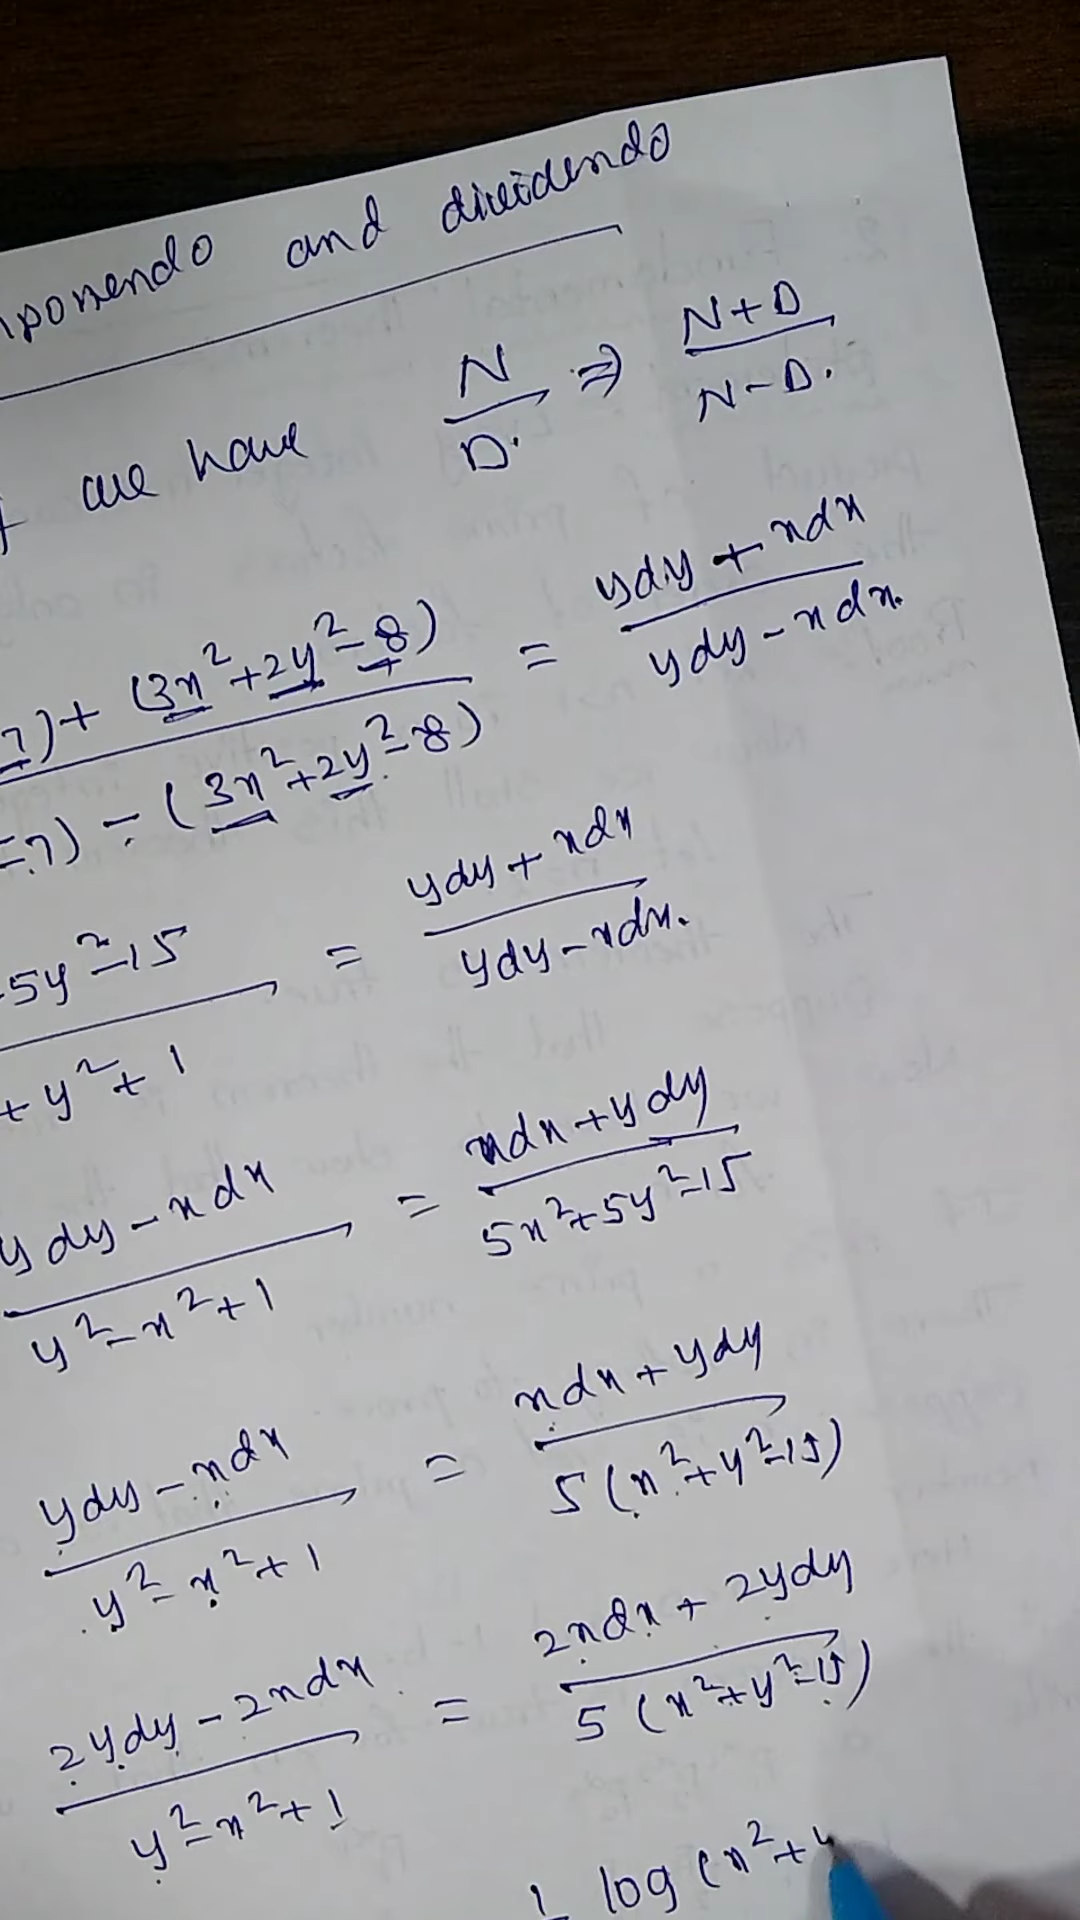 ponendo and dividendo
we have N/D. ⇒ N+D/N-D.
7)+ (3x²+2y²-8) / -7) - (3x²+2y²-8) = ydy + xdx / ydy - xdx.
5y²-15 / + y²+1 = ydy + xdx / ydy - xdx.
ydy - xdx / y²-x²+1 = xdx + ydy / 5x²+5y²-15
ydy - xdx / y²-x²+1 = xdx + ydy / 5(x²+y²-15)
2ydy - 2xdx / y²-x²+1 = 2xdx + 2ydy / 5(x²+y²-15)
1 log (x²+y